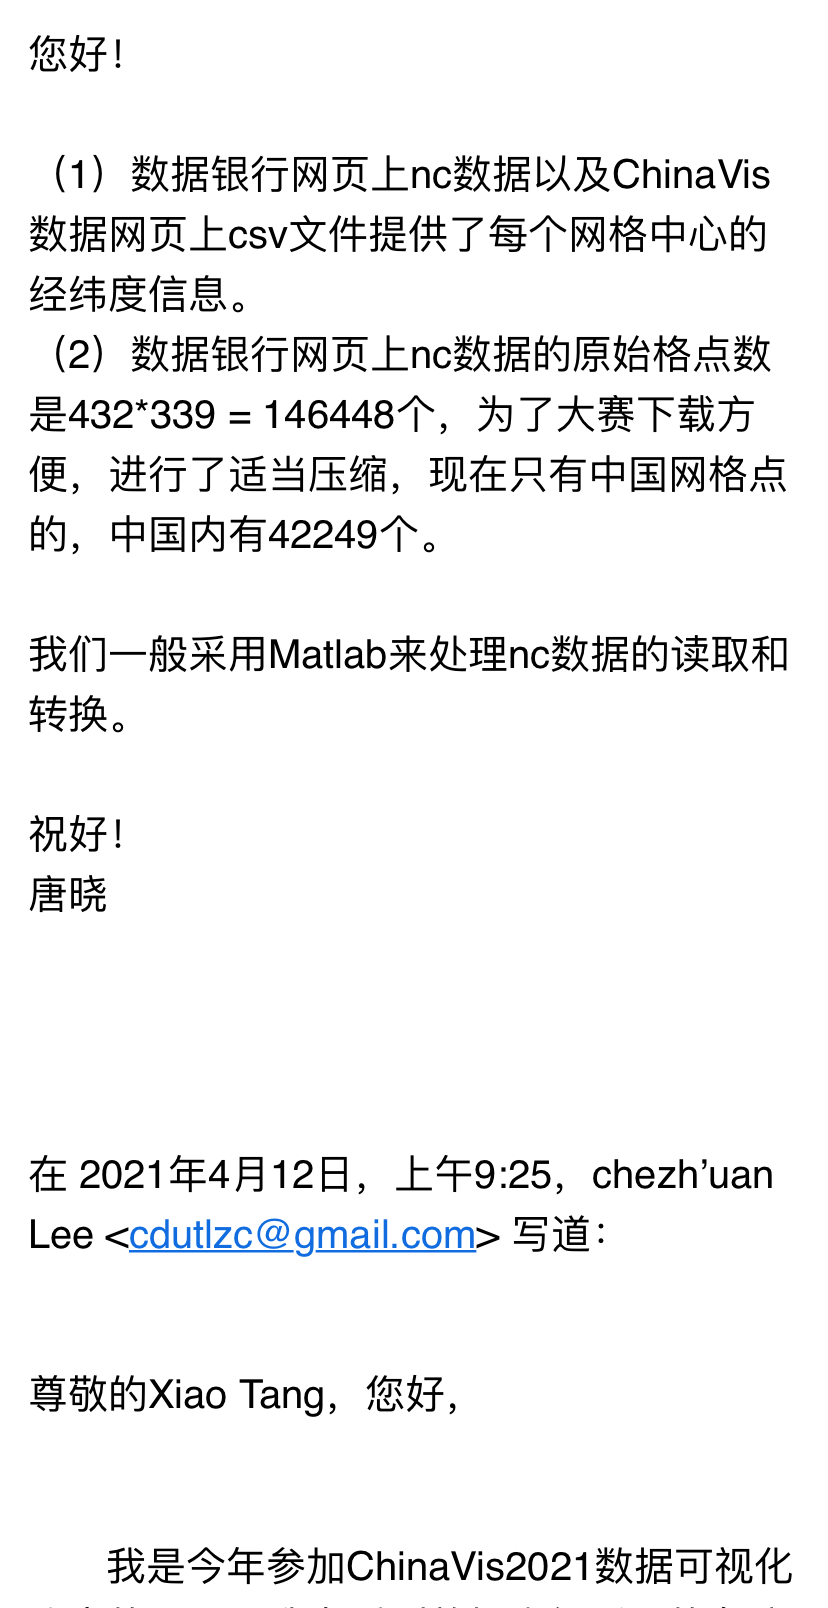 您好！
（1）数据银行网页上nc数据以及ChinaVis
数据网页上csv文件提供了每个网格中心的
经纬度信息。
（2）数据银行网页上nc数据的原始格点数
是432*339 = 146448个，为了大赛下载方
便，进行了适当压缩，现在只有中国网格点
的，中国内有42249个。
我们一般采用Matlab来处理nc数据的读取和
转换。
祝好！
唐晓
在 2021年4月12日，上午9:25，chezh’uan
Lee <cdutlzc@gmail.com> 写道：
尊敬的Xiao Tang，您好，
我是今年参加ChinaVis2021数据可视化